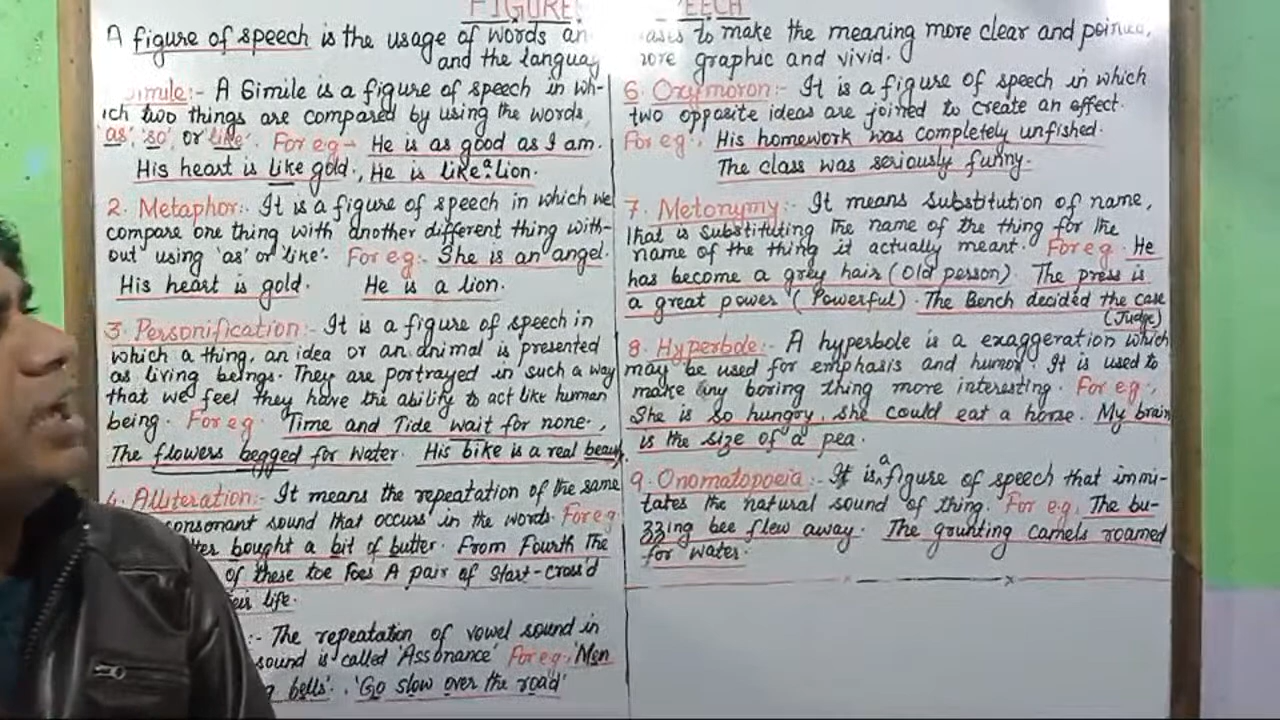 FIGURE EECH
A figure of speech is the usage of words an ases to make the meaning more clear and pointed,
and the languag more graphic and vivid.
Simile:- A Simile is a figure of speech in wh-
ich two things are compared by using the words,
'as', 'so', or like'. For eg:- He is as good as I am.
His heart is like gold., He is like a lion.
2. Metaphor:- It is a figure of speech in which we
compare one thing with another different thing with-
out using 'as' or 'like'. For eg:- She is an angel.
His heart is gold. He is a lion.
3. Personification:- It is a figure of speech in
which a thing, an idea or an animal is presented
as living beings. They are portrayed in such a way
that we feel they have the ability to act like human
being. For eg. Time and Tide wait for none.,
The flowers begged for water. His bike is a real beauty.
4. Alliteration:- It means the repeatation of the same
consonant sound that occurs in the words. For eg
tter bought a bit of butter. From Fourth The
of these toe Foes A pair of start-cross'd
eir life.
:- The repeatation of vowel sound in
sound is called 'Assonance' For eg:, 'Men
g bells'. , 'Go slow over the road'
6. Oxymoron:- It is a figure of speech in which
two opposite ideas are joined to create an effect.
For eg:, His homework was completely unfished.
The class was seriously funny.
7. Metonymy:- It means substitution of name,
that is substituting the name of the thing for the
name of the thing it actually meant. For eg. He
has become a grey hair (Old person). The press is
a great power (Powerful). The Bench decided the case
(Judge)
8. Hyperbole:- A hyperbole is a exaggeration which
may be used for emphasis and humor. It is used to
make any boring thing more interesting. For eg:,
She is so hungry, she could eat a horse. My brain
is the size of a pea.
9. Onomatopoeia:- It is a figure of speech that immi-
tates the natural sound of thing. For e.g. The bu-
zzing bee flew away. The grunting camels roamed
for water.